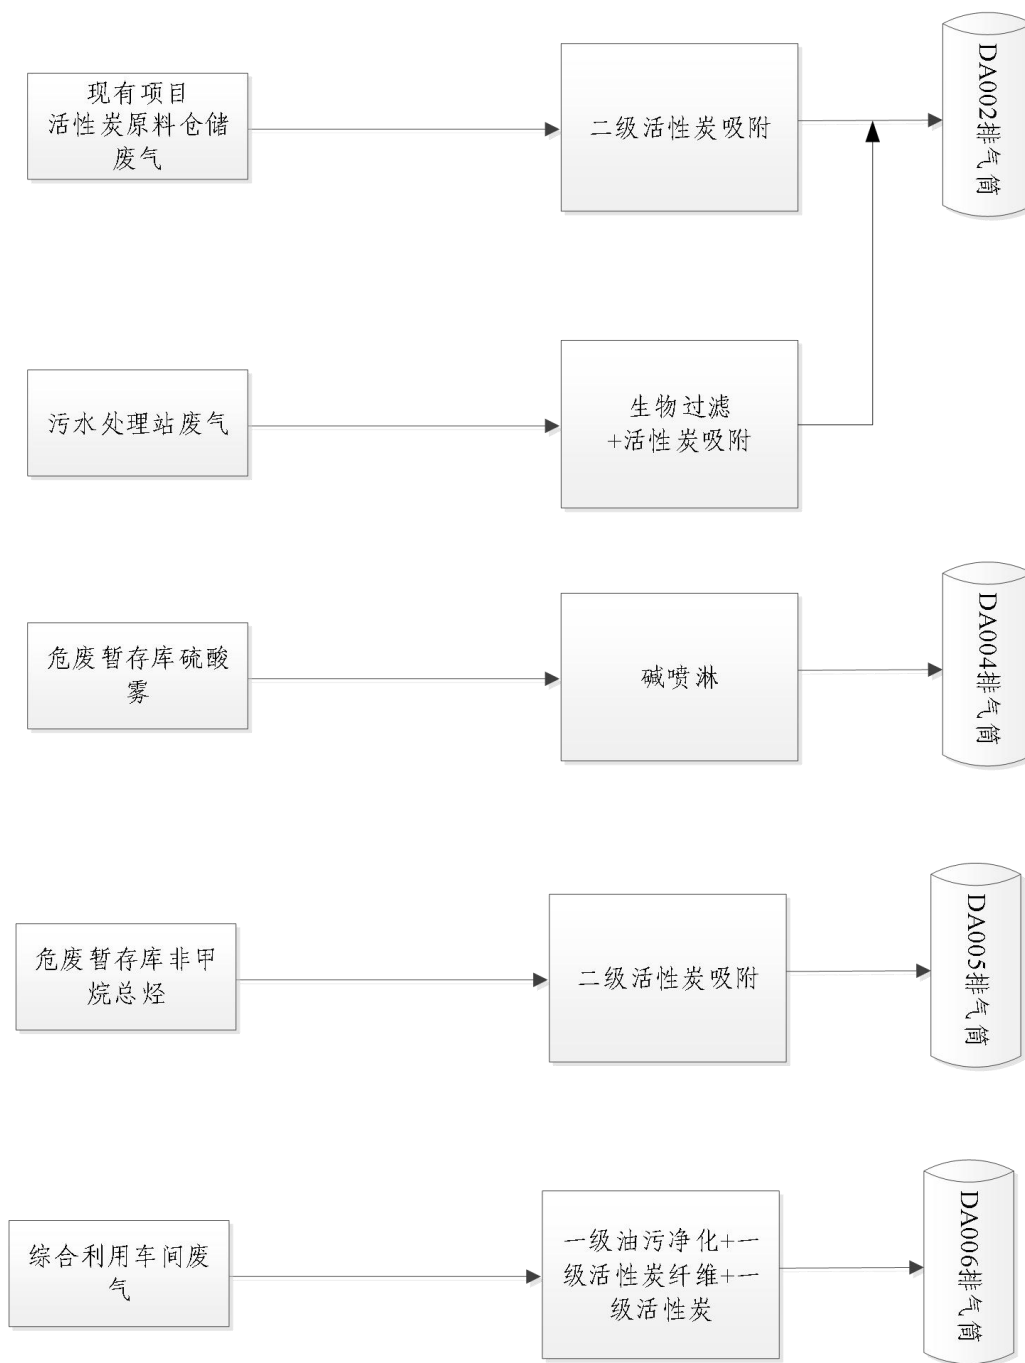 现有项目
活性炭原料仓储
废气
二级活性炭吸附
DA002排气筒
污水处理站废气
生物过滤
+活性炭吸附
危废暂存库硫酸
雾
碱喷淋
DA004排气筒
危废暂存库非甲
烷总烃
二级活性炭吸附
DA005排气筒
综合利用车间废
气
一级油污净化+一
级活性炭纤维+一
级活性炭
DA006排气筒